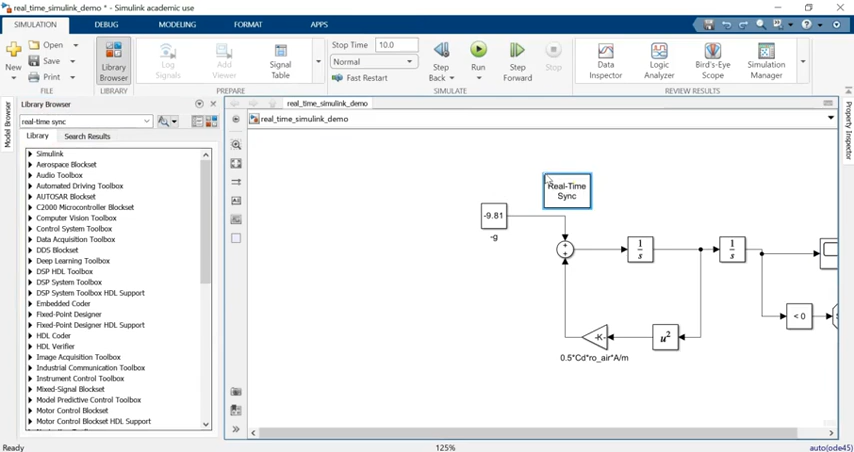 real_time_simulink_demo * - Simulink academic use
SIMULATION
DEBUG
MODELING
FORMAT
APPS
New
Open
Save
Print
FILE
Library
Browser
LIBRARY
Log
Signals
Add
Viewer
Signal
Table
PREPARE
Stop Time 10.0
Normal
Fast Restart
Step
Back
Run
Step
Forward
Stop
SIMULATE
Data
Inspector
Logic
Analyzer
Bird's-Eye
Scope
Simulation
Manager
REVIEW RESULTS
Model Browser
Library Browser
real-time sync
Library
Search Results
Simulink
Aerospace Blockset
Audio Toolbox
Automated Driving Toolbox
AUTOSAR Blockset
C2000 Microcontroller Blockset
Computer Vision Toolbox
Control System Toolbox
Data Acquisition Toolbox
DDS Blockset
Deep Learning Toolbox
DSP HDL Toolbox
DSP System Toolbox
DSP System Toolbox HDL Support
Embedded Coder
Fixed-Point Designer
Fixed-Point Designer HDL Support
HDL Coder
HDL Verifier
Image Acquisition Toolbox
Industrial Communication Toolbox
Instrument Control Toolbox
Mixed-Signal Blockset
Model Predictive Control Toolbox
Motor Control Blockset
Motor Control Blockset HDL Support
real_time_simulink_demo
real_time_simulink_demo
Property Inspector
Real-Time
Sync
-9.81
-g
+
+
1
s
1
s
< 0
-K-
u²
0.5*Cd*ro_air*A/m
Ready
125%
auto(ode45)